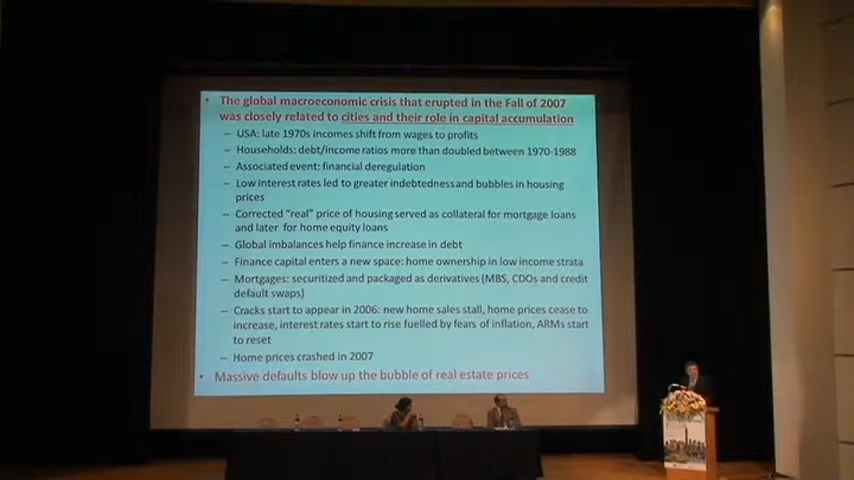 • The global macroeconomic crisis that erupted in the Fall of 2007
was closely related to cities and their role in capital accumulation
– USA: late 1970s incomes shift from wages to profits
– Households: debt/income ratios more than doubled between 1970-1988
– Associated event: financial deregulation
– Low interest rates led to greater indebtedness and bubbles in housing
prices
– Corrected “real” price of housing served as collateral for mortgage loans
and later for home equity loans
– Global imbalances help finance increase in debt
– Finance capital enters a new space: home ownership in low income strata
– Mortgages: securitized and packaged as derivatives (MBS, CDOs and credit
default swaps)
– Cracks start to appear in 2006: new home sales stall, home prices cease to
increase, interest rates start to rise fuelled by fears of inflation, ARMs start
to reset
– Home prices crashed in 2007
• Massive defaults blow up the bubble of real estate prices